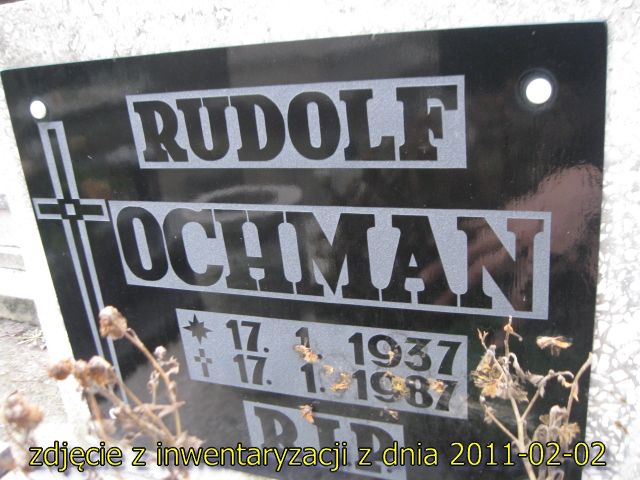 RUDOLF
OCHMAN
17. 1. 1937
17. 1. 1987
R.I.P.
zdjęcie z inwentaryzacji z dnia 2011-02-02